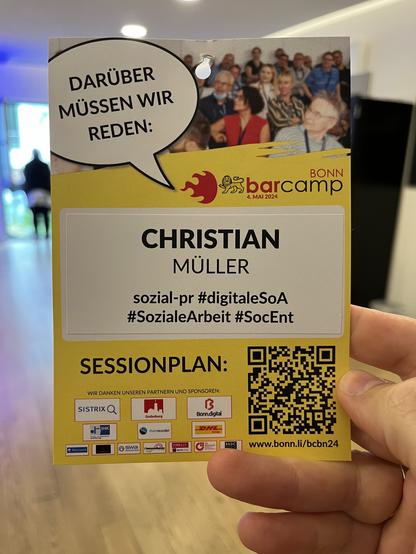 DARÜBER
MÜSSEN WIR
REDEN:
BONN
barcamp
4. MAI 2024
CHRISTIAN
MÜLLER
sozial-pr #digitaleSoA
#SozialeArbeit #SocEnt
SESSIONPLAN:
WIR DANKEN UNSEREN PARTNERN UND SPONSOREN:
SISTRIX
Bonn.digital
DHL
www.bonn.li/bcbn24